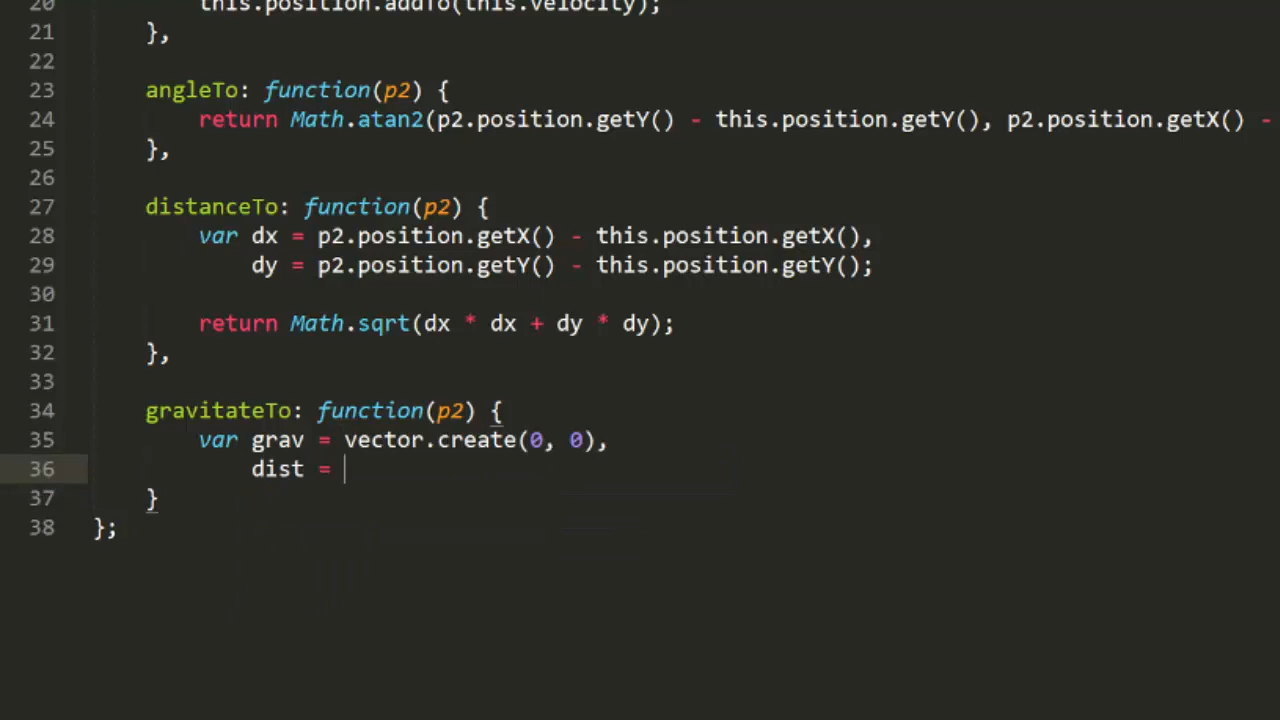 20 this.position.addTo(this.velocity);
21 },
22
23 angleTo: function(p2) {
24 return Math.atan2(p2.position.getY() - this.position.getY(), p2.position.getX() -
25 },
26
27 distanceTo: function(p2) {
28 var dx = p2.position.getX() - this.position.getX(),
29 dy = p2.position.getY() - this.position.getY();
30
31 return Math.sqrt(dx * dx + dy * dy);
32 },
33
34 gravitateTo: function(p2) {
35 var grav = vector.create(0, 0),
36 dist =
37 }
38 };